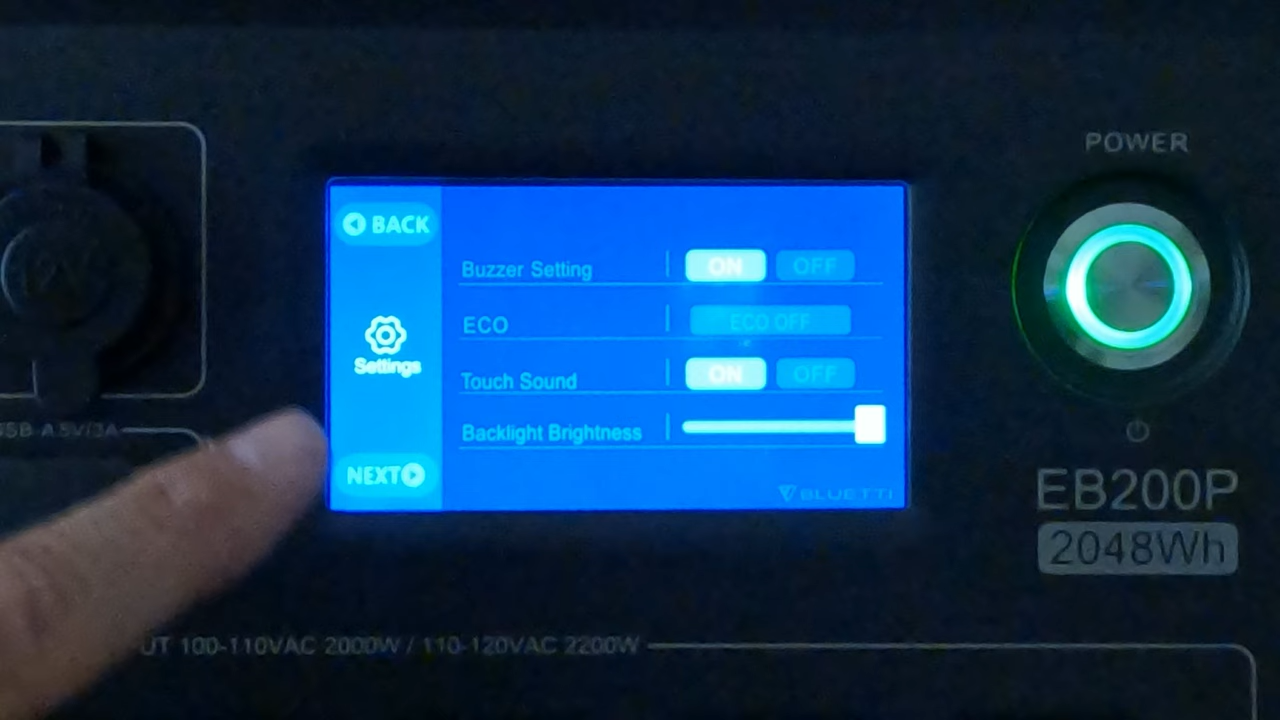 POWER
BACK
Buzzer Setting ON OFF
ECO ECO OFF
Settings
Touch Sound ON OFF
Backlight Brightness
NEXT
BLUETTI
EB200P
2048Wh
UT 100-110VAC 2000W / 110-120VAC 2200W